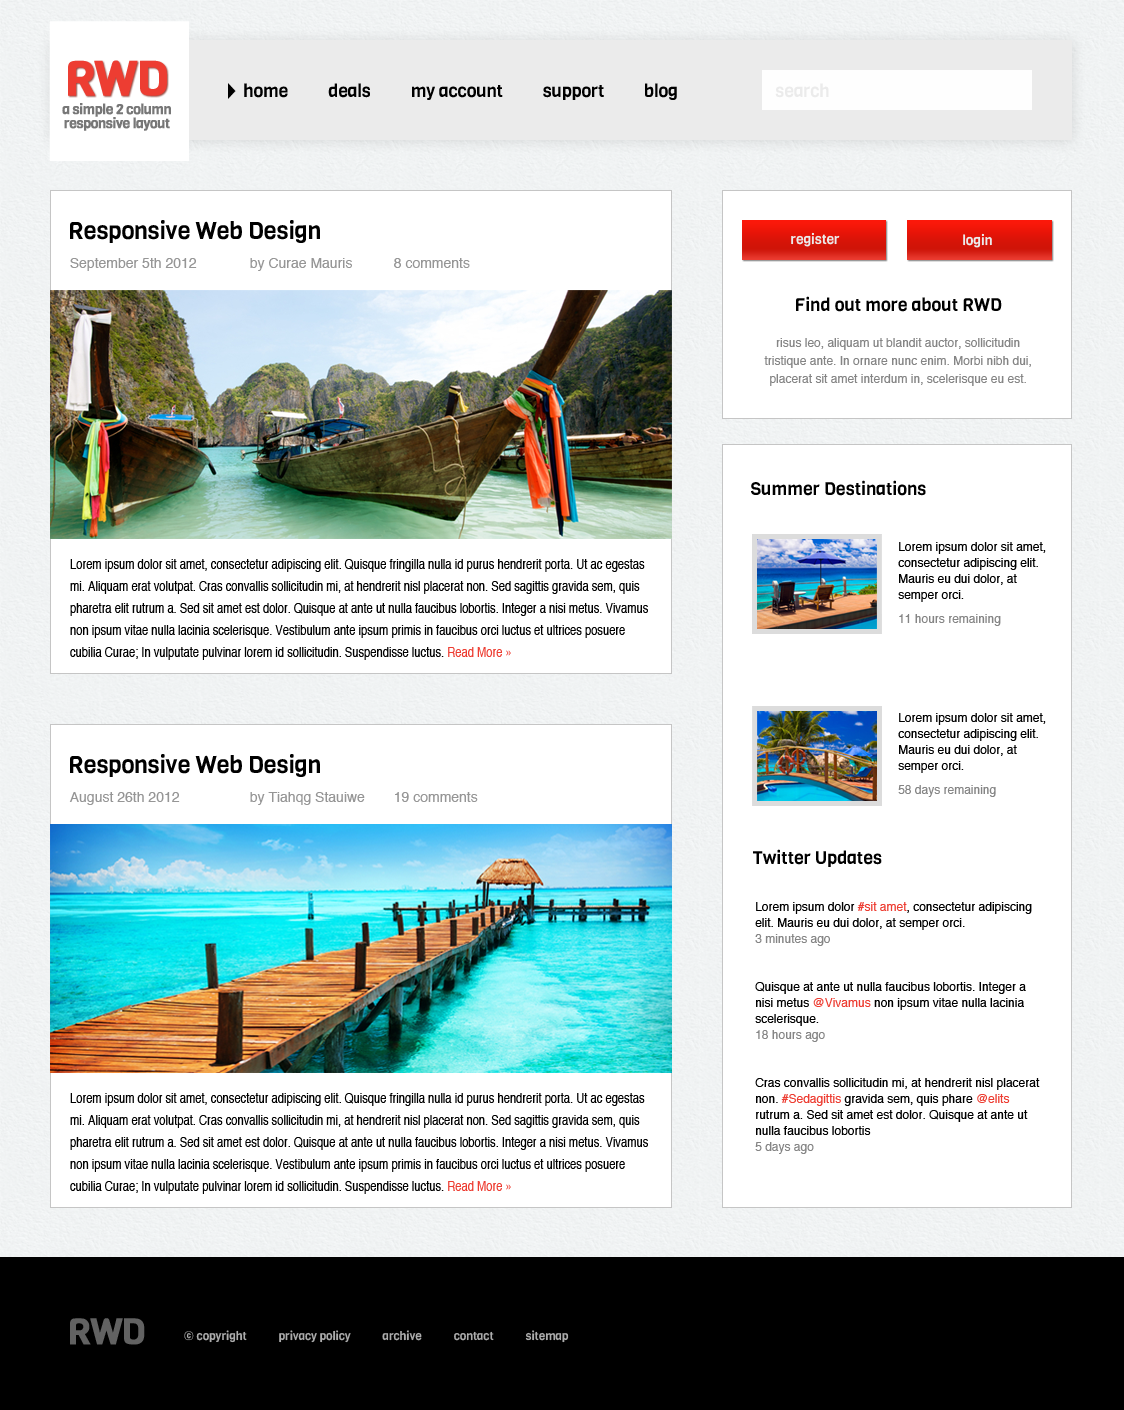 RWD
a simple 2 column
responsive layout
home
deals
my account
support
blog
search
Responsive Web Design
September 5th 2012
by Curae Mauris
8 comments
Lorem ipsum dolor sit amet, consectetur adipiscing elit. Quisque fringilla nulla id purus hendrerit porta. Ut ac egestas
mi. Aliquam erat volutpat. Cras convallis sollicitudin mi, at hendrerit nisl placerat non. Sed sagittis gravida sem, quis
pharetra elit rutrum a. Sed sit amet est dolor. Quisque at ante ut nulla faucibus lobortis. Integer a nisi metus. Vivamus
non ipsum vitae nulla lacinia scelerisque. Vestibulum ante ipsum primis in faucibus orci luctus et ultrices posuere
cubilia Curae; In vulputate pulvinar lorem id sollicitudin. Suspendisse luctus. Read More »
Responsive Web Design
August 26th 2012
by Tiahqg Stauiwe
19 comments
Lorem ipsum dolor sit amet, consectetur adipiscing elit. Quisque fringilla nulla id purus hendrerit porta. Ut ac egestas
mi. Aliquam erat volutpat. Cras convallis sollicitudin mi, at hendrerit nisl placerat non. Sed sagittis gravida sem, quis
pharetra elit rutrum a. Sed sit amet est dolor. Quisque at ante ut nulla faucibus lobortis. Integer a nisi metus. Vivamus
non ipsum vitae nulla lacinia scelerisque. Vestibulum ante ipsum primis in faucibus orci luctus et ultrices posuere
cubilia Curae; In vulputate pulvinar lorem id sollicitudin. Suspendisse luctus. Read More »
register
login
Find out more about RWD
risus leo, aliquam ut blandit auctor, sollicitudin
tristique ante. In ornare nunc enim. Morbi nibh dui,
placerat sit amet interdum in, scelerisque eu est.
Summer Destinations
Lorem ipsum dolor sit amet,
consectetur adipiscing elit.
Mauris eu dui dolor, at
semper orci.
11 hours remaining
Lorem ipsum dolor sit amet,
consectetur adipiscing elit.
Mauris eu dui dolor, at
semper orci.
58 days remaining
Twitter Updates
Lorem ipsum dolor #sit amet, consectetur adipiscing
elit. Mauris eu dui dolor, at semper orci.
3 minutes ago
Quisque at ante ut nulla faucibus lobortis. Integer a
nisi metus @Vivamus non ipsum vitae nulla lacinia
scelerisque.
18 hours ago
Cras convallis sollicitudin mi, at hendrerit nisl placerat
non. #Sedagittis gravida sem, quis phare @elits
rutrum a. Sed sit amet est dolor. Quisque at ante ut
nulla faucibus lobortis
5 days ago
RWD
© copyright
privacy policy
archive
contact
sitemap